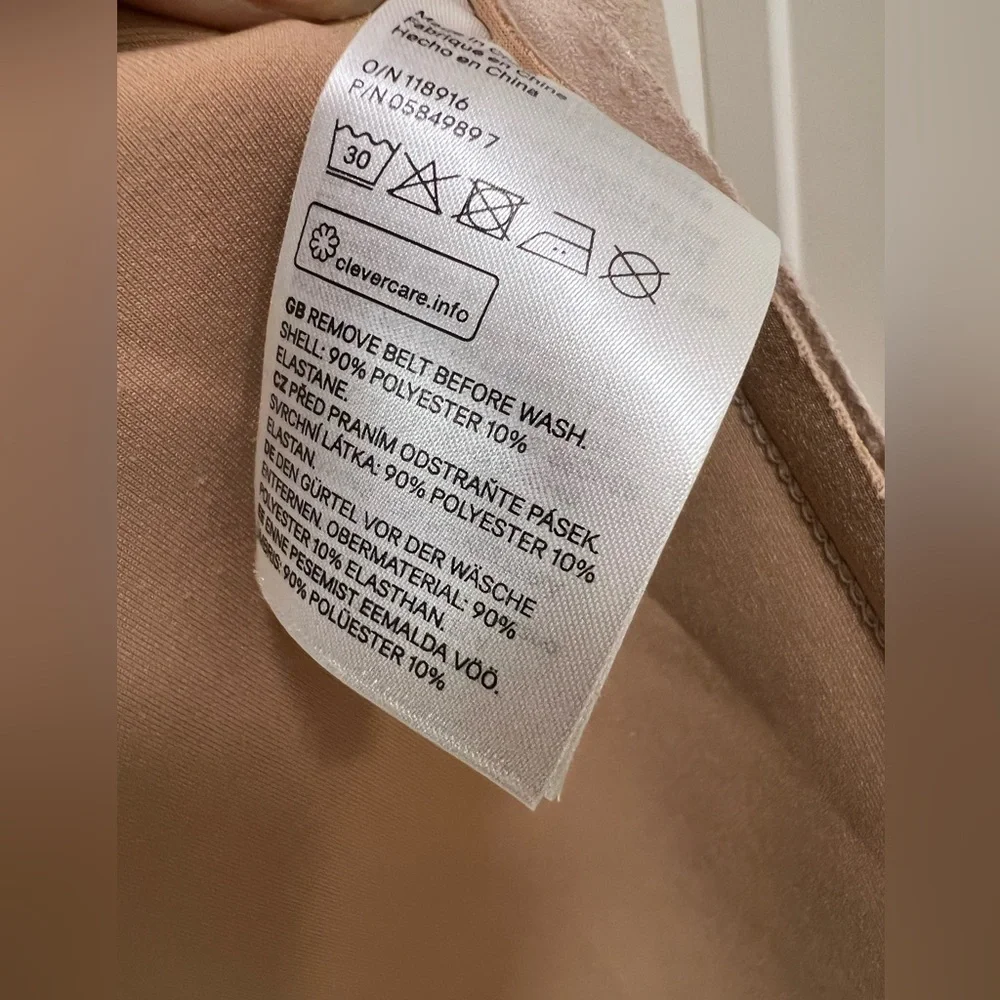 Made in China
Fabriqué en Chine
Hecho en China
O/N 118916
P/N 05849897
30
clevercare.info
GB REMOVE BELT BEFORE WASH.
SHELL: 90% POLYESTER 10%
ELASTANE.
CZ PŘED PRANÍM ODSTRAŇTE PÁSEK.
SVRCHNÍ LÁTKA: 90% POLYESTER 10%
ELASTAN.
DE DEN GÜRTEL VOR DER WÄSCHE
ENTFERNEN. OBERMATERIAL: 90%
POLYESTER 10% ELASTHAN.
EE ENNE PESEMIST EEMALDA VÖÖ.
90% POLÜESTER 10%